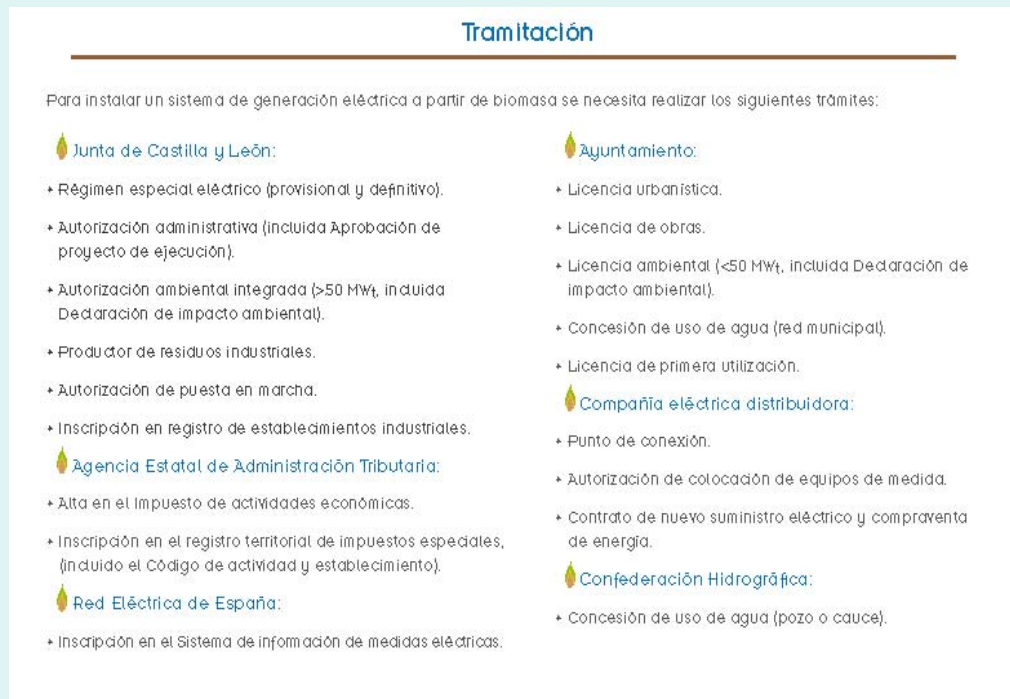 Tramitación
Para instalar un sistema de generación eléctrica a partir de biomasa se necesita realizar los siguientes trámites:
Junta de Castilla y León:
+ Régimen especial eléctrico (provisional y definitivo).
+ Autorización administrativa (incluida Aprobación de
proyecto de ejecución).
+ Autorización ambiental integrada (>50 MWt, incluida
Declaración de impacto ambiental).
+ Productor de residuos industriales.
+ Autorización de puesta en marcha.
+ Inscripción en registro de establecimientos industriales.
Agencia Estatal de Administración Tributaria:
+ Alta en el Impuesto de actividades económicas.
+ Inscripción en el registro territorial de impuestos especiales,
(incluido el Código de actividad y establecimiento).
Red Eléctrica de España:
+ Inscripción en el Sistema de información de medidas eléctricas.
Ayuntamiento:
+ Licencia urbanística.
+ Licencia de obras.
+ Licencia ambiental (<50 MWt, incluida Declaración de
impacto ambiental).
+ Concesión de uso de agua (red municipal).
+ Licencia de primera utilización.
Compañía eléctrica distribuidora:
+ Punto de conexión.
+ Autorización de colocación de equipos de medida.
+ Contrato de nuevo suministro eléctrico y compraventa
de energía.
Confederación Hidrográfica:
+ Concesión de uso de agua (pozo o cauce).